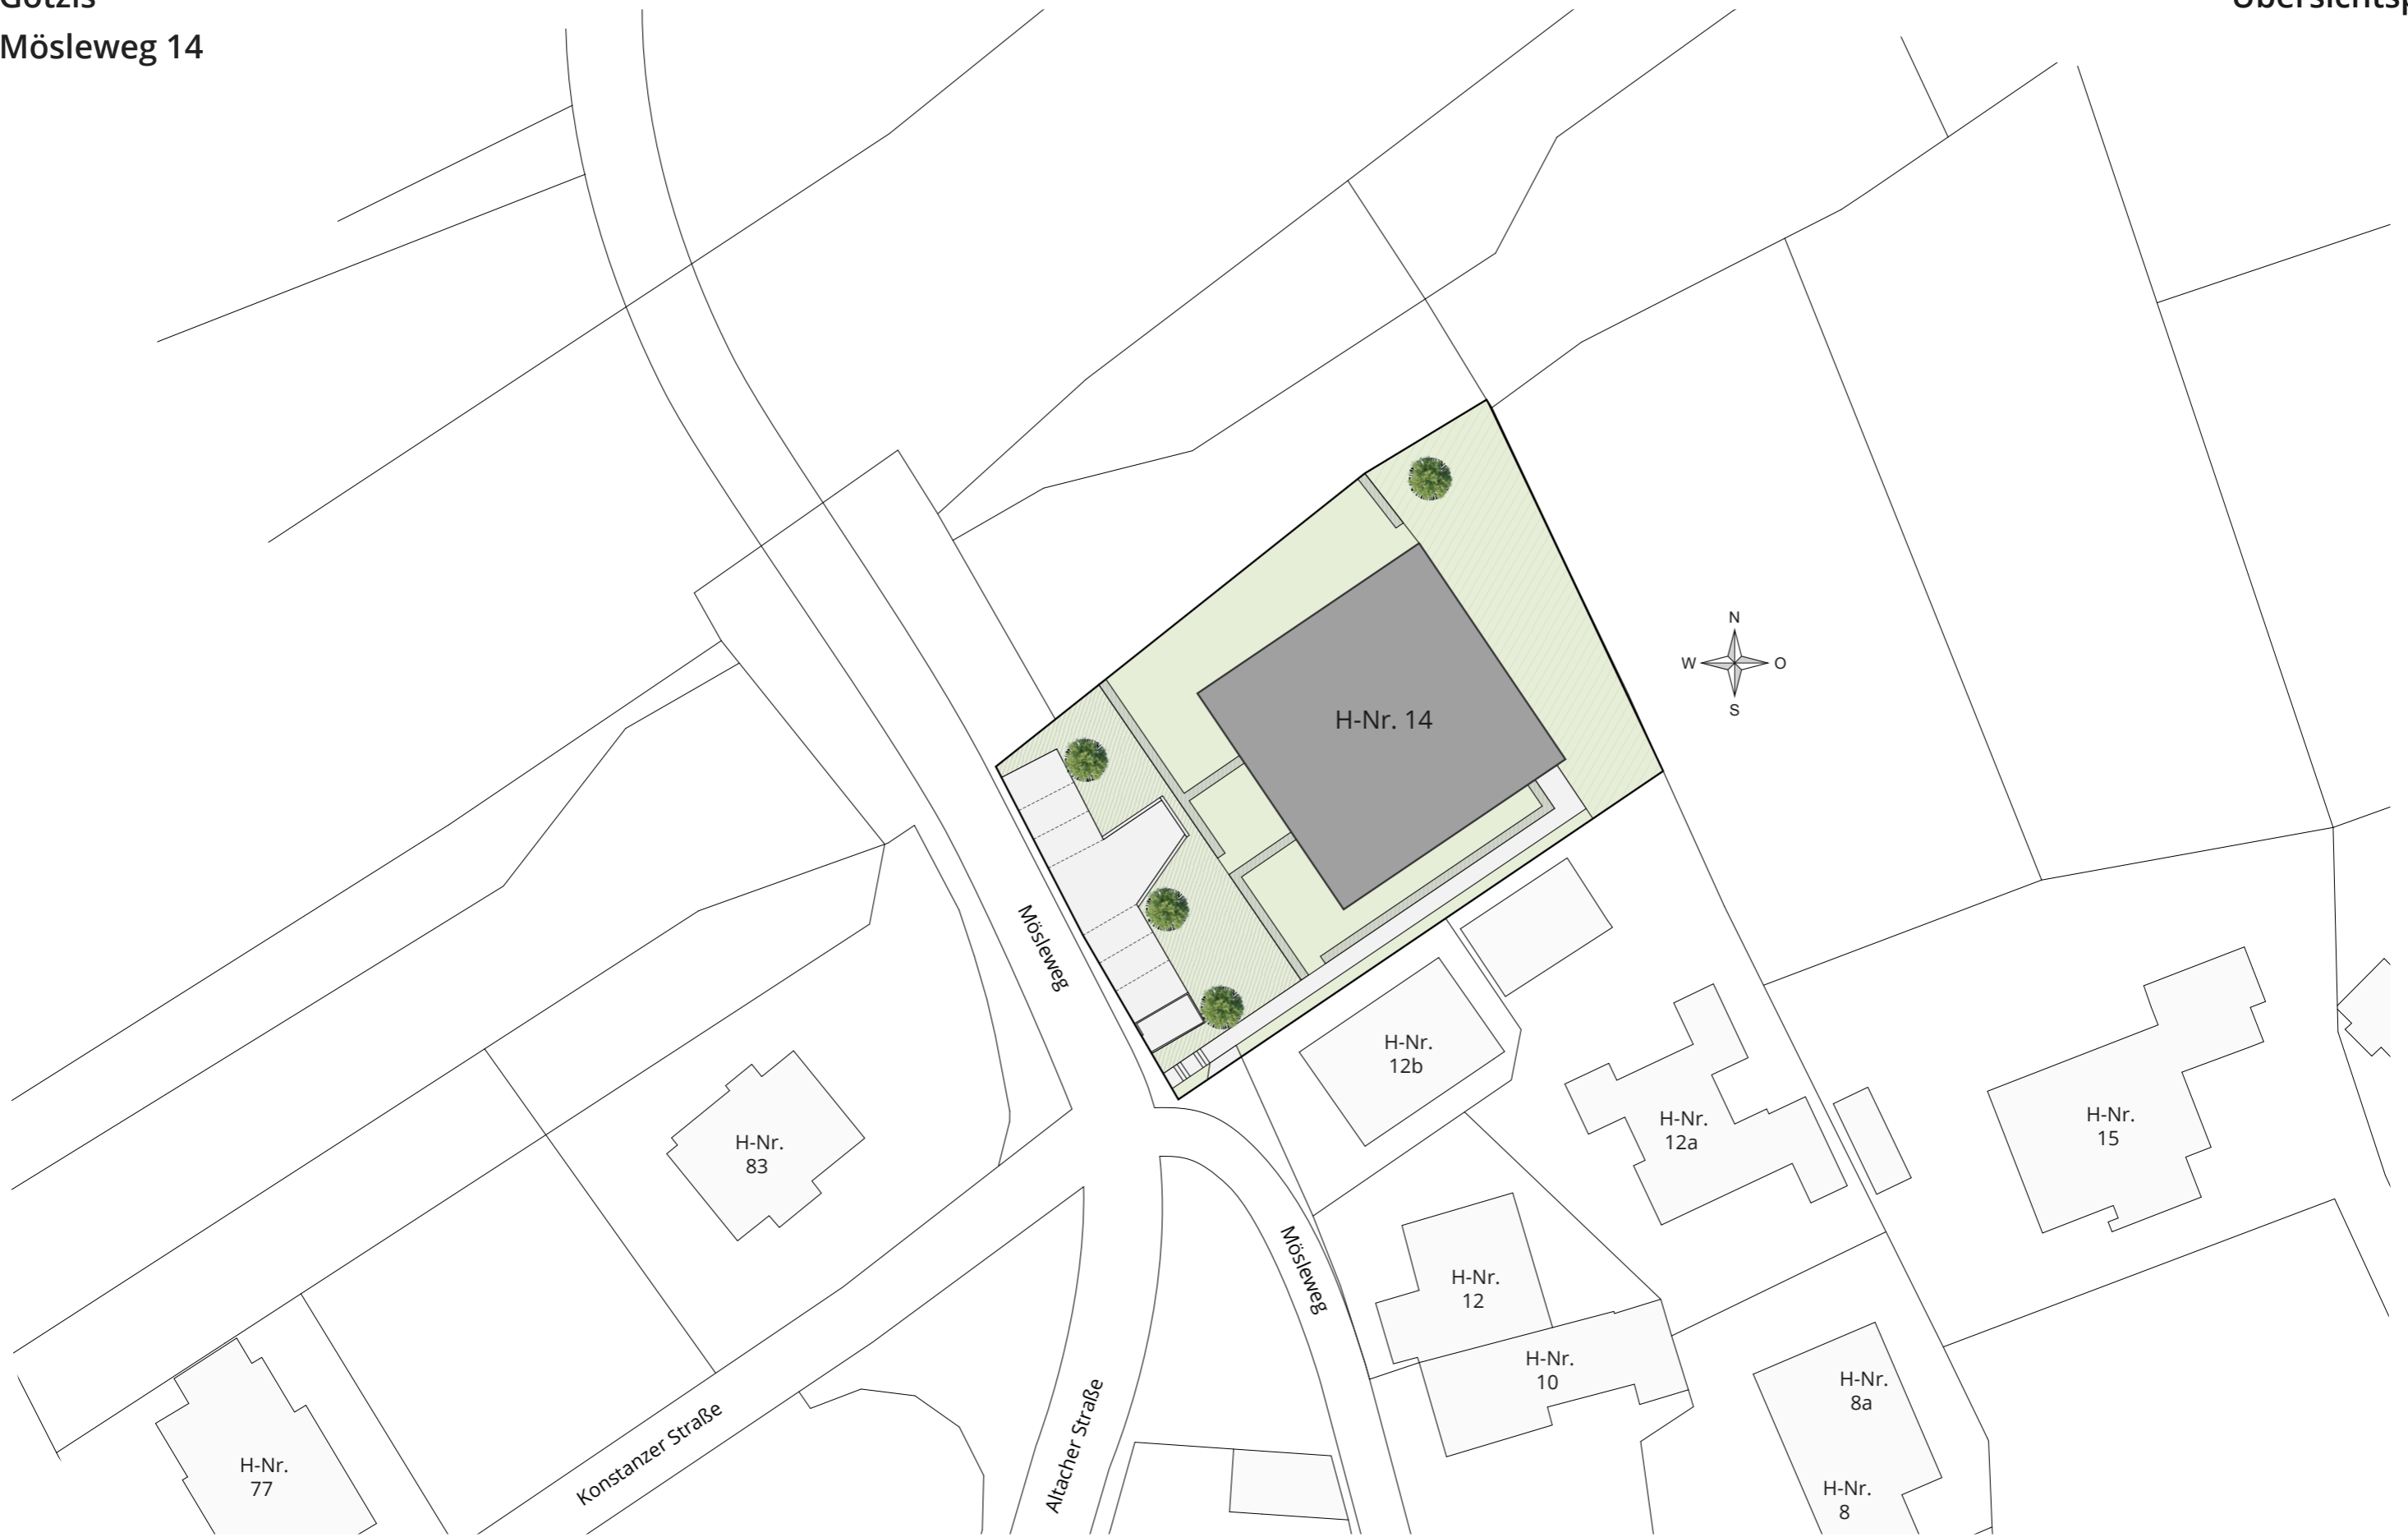 Götzis
Mösleweg 14
N
W
O
S
H-Nr. 14
Mösleweg
H-Nr.
12b
H-Nr.
12a
H-Nr.
15
H-Nr.
83
H-Nr.
12
Mösleweg
H-Nr.
10
H-Nr.
8a
H-Nr.
8
H-Nr.
77
Konstanzer Straße
Altacher Straße